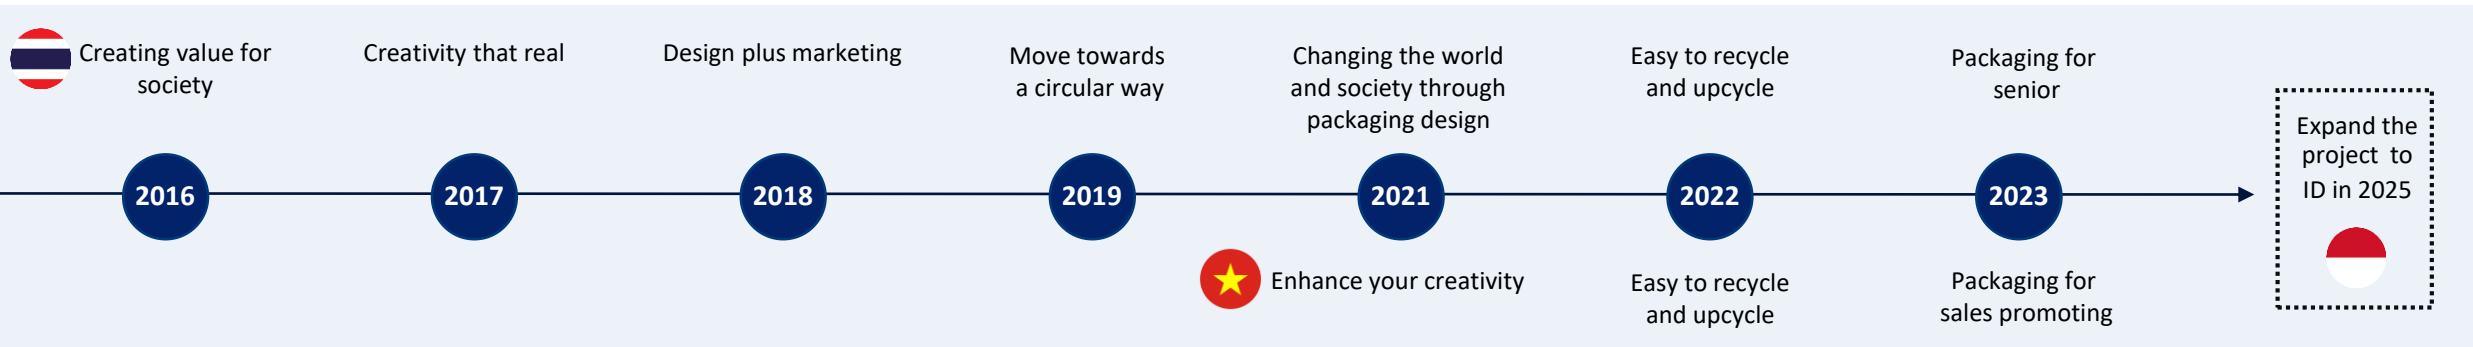 Creating value for
society
Creativity that real
Design plus marketing
Move towards
a circular way
Changing the world
and society through
packaging design
Easy to recycle
and upcycle
Packaging for
senior
2016
2017
2018
2019
2021
2022
2023
Enhance your creativity
Easy to recycle
and upcycle
Packaging for
sales promoting
Expand the
project to
ID in 2025